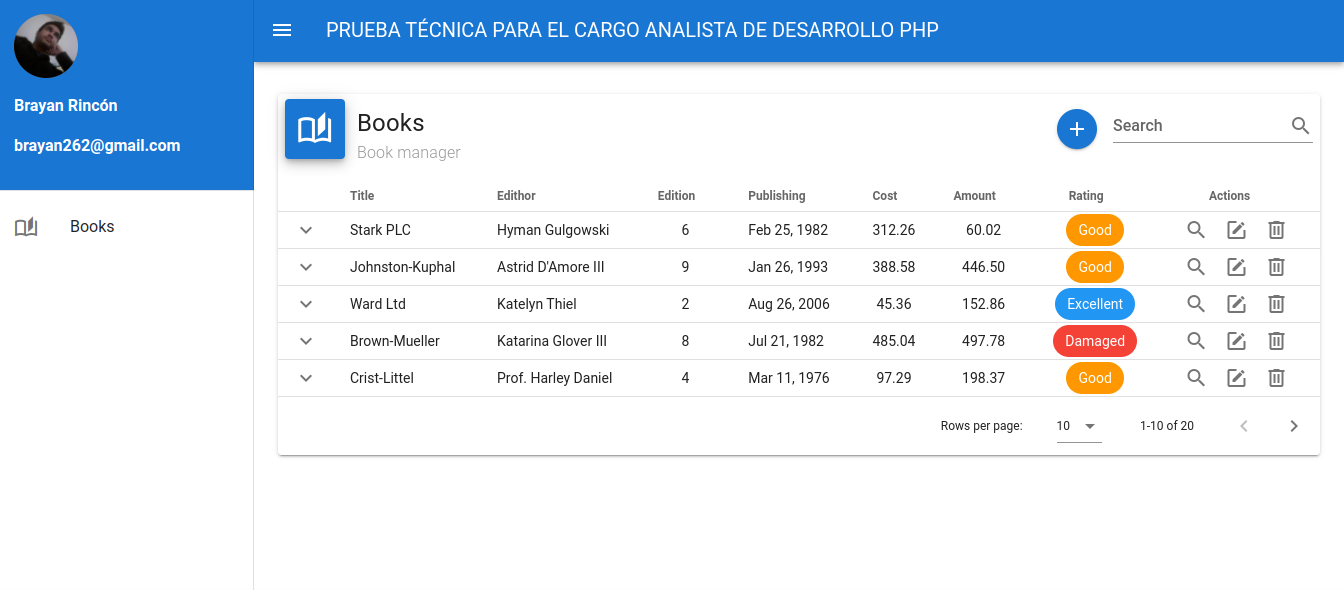 PRUEBA TÉCNICA PARA EL CARGO ANALISTA DE DESARROLLO PHP
Brayan Rincón
brayan262@gmail.com
Books
Books
Book manager
Search
Title Edithor Edition Publishing Cost Amount Rating Actions
Stark PLC Hyman Gulgowski 6 Feb 25, 1982 312.26 60.02 Good
Johnston-Kuphal Astrid D'Amore III 9 Jan 26, 1993 388.58 446.50 Good
Ward Ltd Katelyn Thiel 2 Aug 26, 2006 45.36 152.86 Excellent
Brown-Mueller Katarina Glover III 8 Jul 21, 1982 485.04 497.78 Damaged
Crist-Littel Prof. Harley Daniel 4 Mar 11, 1976 97.29 198.37 Good
Rows per page: 10 1-10 of 20